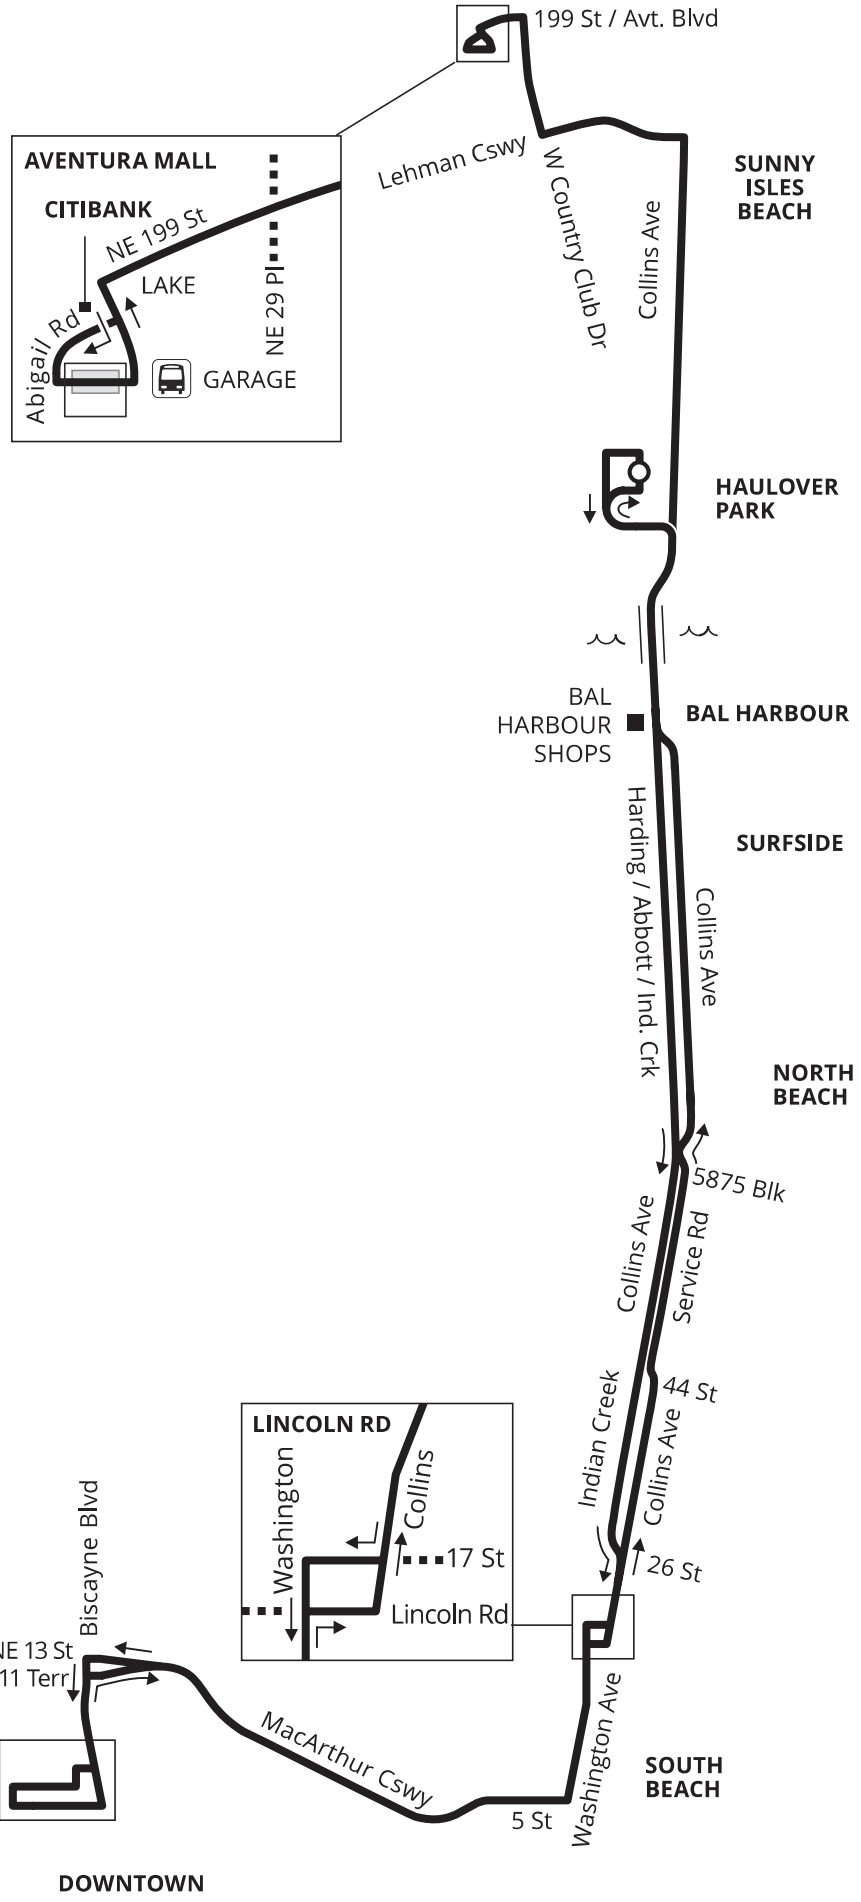 199 St / Avt. Blvd
AVENTURA MALL
CITIBANK
NE 199 St
LAKE
NE 29 Pl
Abigail Rd
GARAGE
Lehman Cswy
W Country Club Dr
Collins Ave
SUNNY
ISLES
BEACH
HAULOVER
PARK
BAL
HARBOUR
SHOPS
BAL HARBOUR
SURFSIDE
Harding / Abbott / Ind. Crk
Collins Ave
NORTH
BEACH
5875 Blk
Collins Ave
Service Rd
44 St
Indian Creek
Collins Ave
26 St
LINCOLN RD
Washington
Collins
17 St
Lincoln Rd
Biscayne Blvd
NE 13 St
11 Terr
MacArthur Cswy
5 St
Washington Ave
SOUTH
BEACH
DOWNTOWN